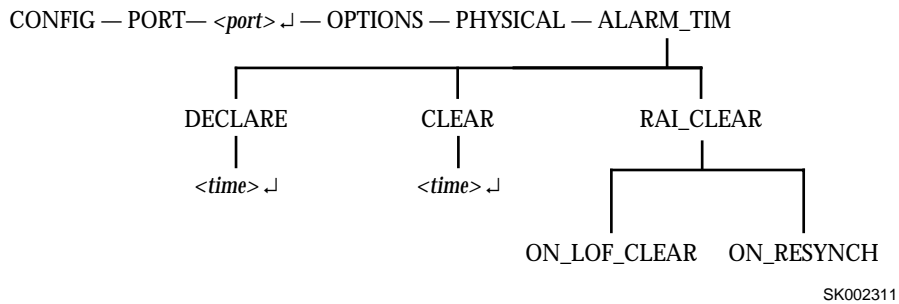 CONFIG — PORT— <port>↵ — OPTIONS — PHYSICAL — ALARM_TIM
DECLARE CLEAR RAI_CLEAR
<time>↵ <time>↵
ON_LOF_CLEAR ON_RESYNCH
SK002311